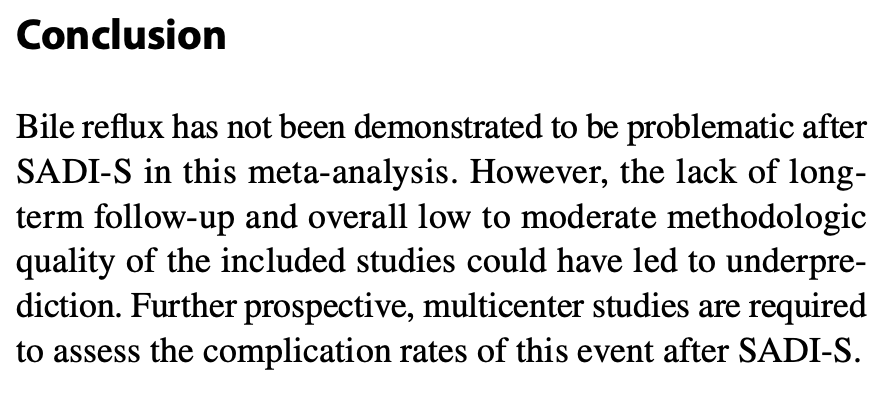 Conclusion
Bile reflux has not been demonstrated to be problematic after
SADI-S in this meta-analysis. However, the lack of long-
term follow-up and overall low to moderate methodologic
quality of the included studies could have led to underpre-
diction. Further prospective, multicenter studies are required
to assess the complication rates of this event after SADI-S.